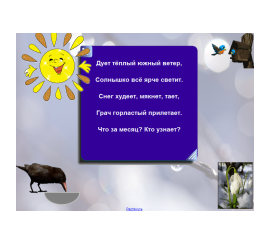 Дует тёплый южный ветер,
Солнышко всё ярче светит.
Снег худеет, мякнет, тает,
Грач горластый прилетает.
Что за месяц? Кто узнает?